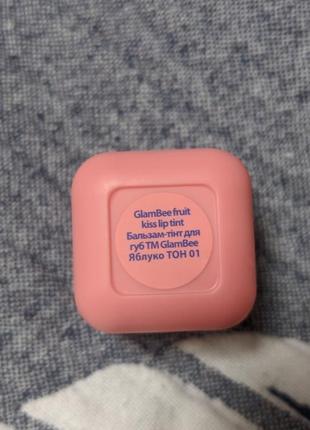 GlamBee fruit
kiss lip tint
Бальзам-тінт для
губ ТМ GlamBee
Яблуко ТОН 01